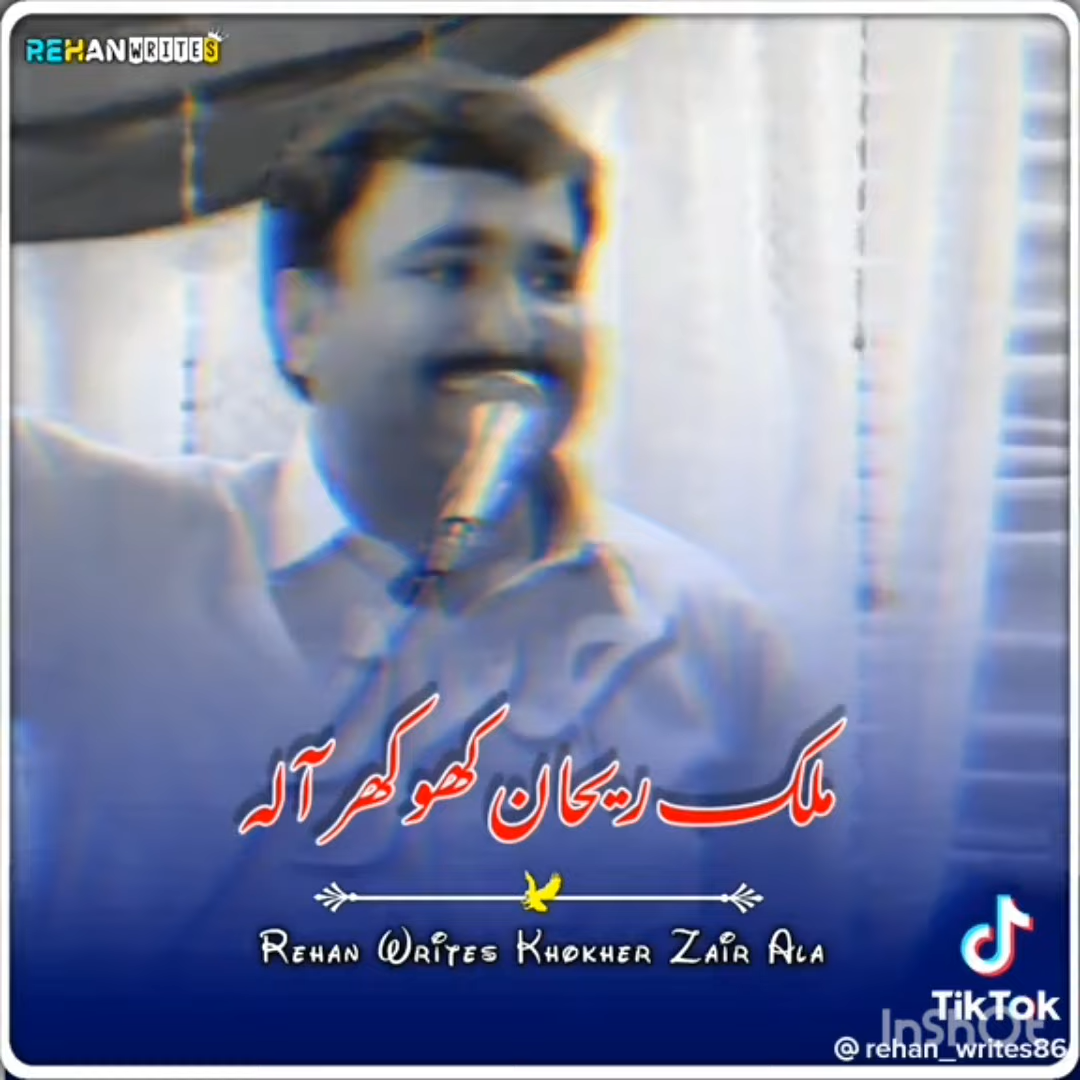 REHANWRITES
ملک ریحان کھوکھر آلہ
Rehan Writes Khokher Zair Ala
TikTok
InShOt
@rehan_writes86